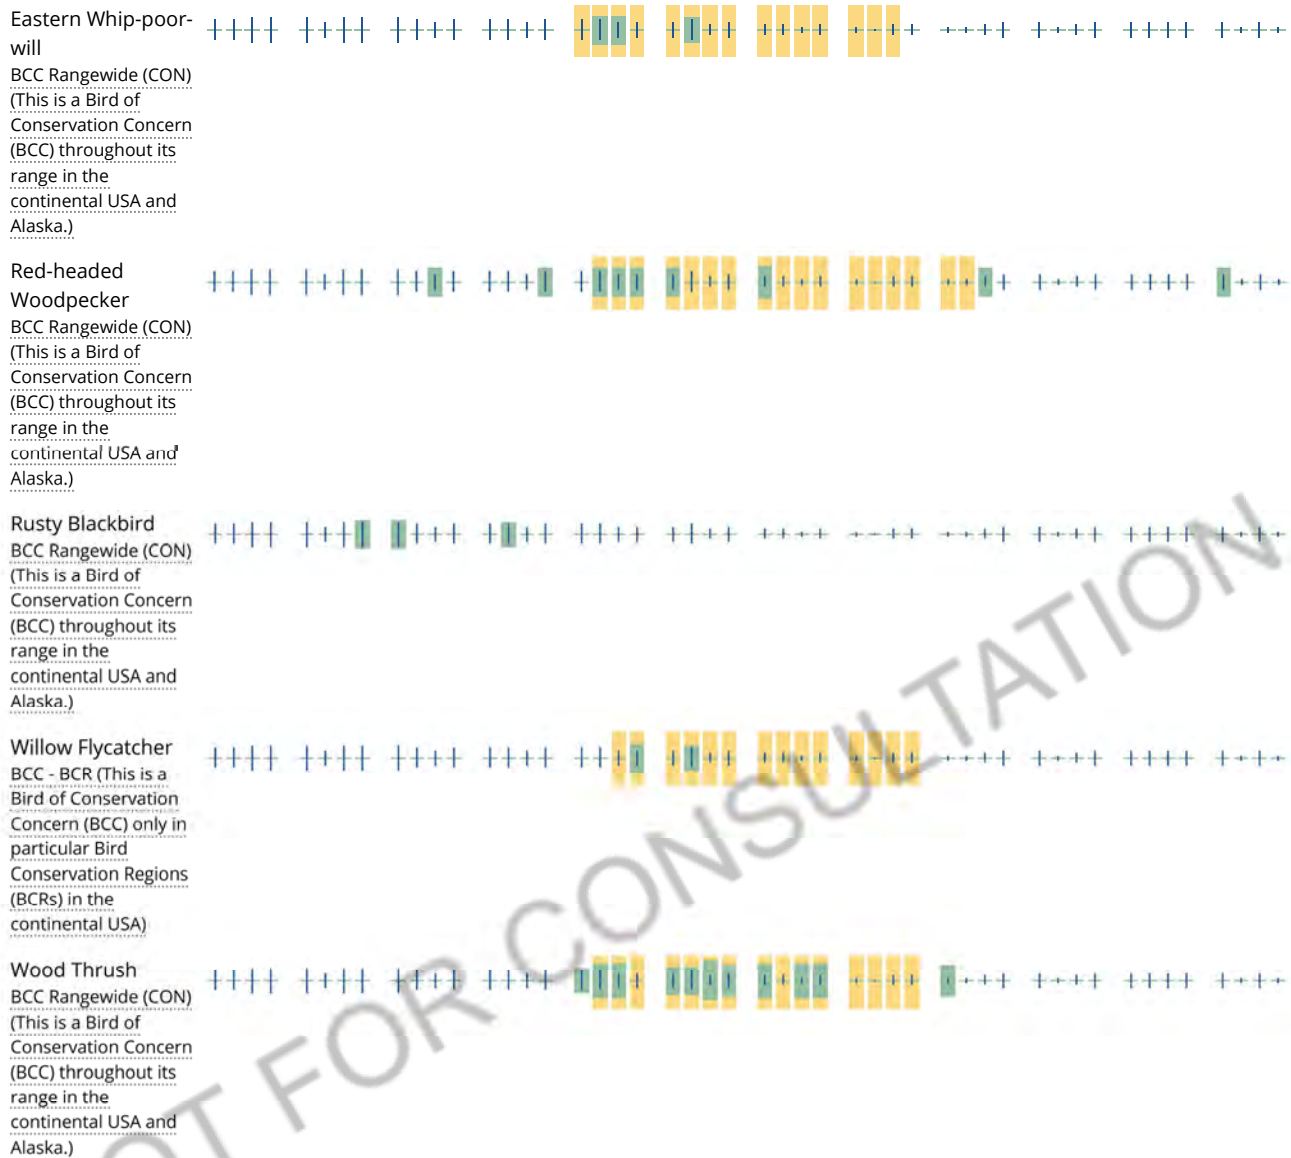 Eastern Whip-poor-
will
BCC Rangewide (CON)
(This is a Bird of
Conservation Concern
(BCC) throughout its
range in the
continental USA and
Alaska.)
Red-headed
Woodpecker
BCC Rangewide (CON)
(This is a Bird of
Conservation Concern
(BCC) throughout its
range in the
continental USA and
Alaska.)
Rusty Blackbird
BCC Rangewide (CON)
(This is a Bird of
Conservation Concern
(BCC) throughout its
range in the
continental USA and
Alaska.)
Willow Flycatcher
BCC - BCR (This is a
Bird of Conservation
Concern (BCC) only in
particular Bird
Conservation Regions
(BCRs) in the
continental USA)
Wood Thrush
BCC Rangewide (CON)
(This is a Bird of
Conservation Concern
(BCC) throughout its
range in the
continental USA and
Alaska.)
OT FOR CONSULTATION